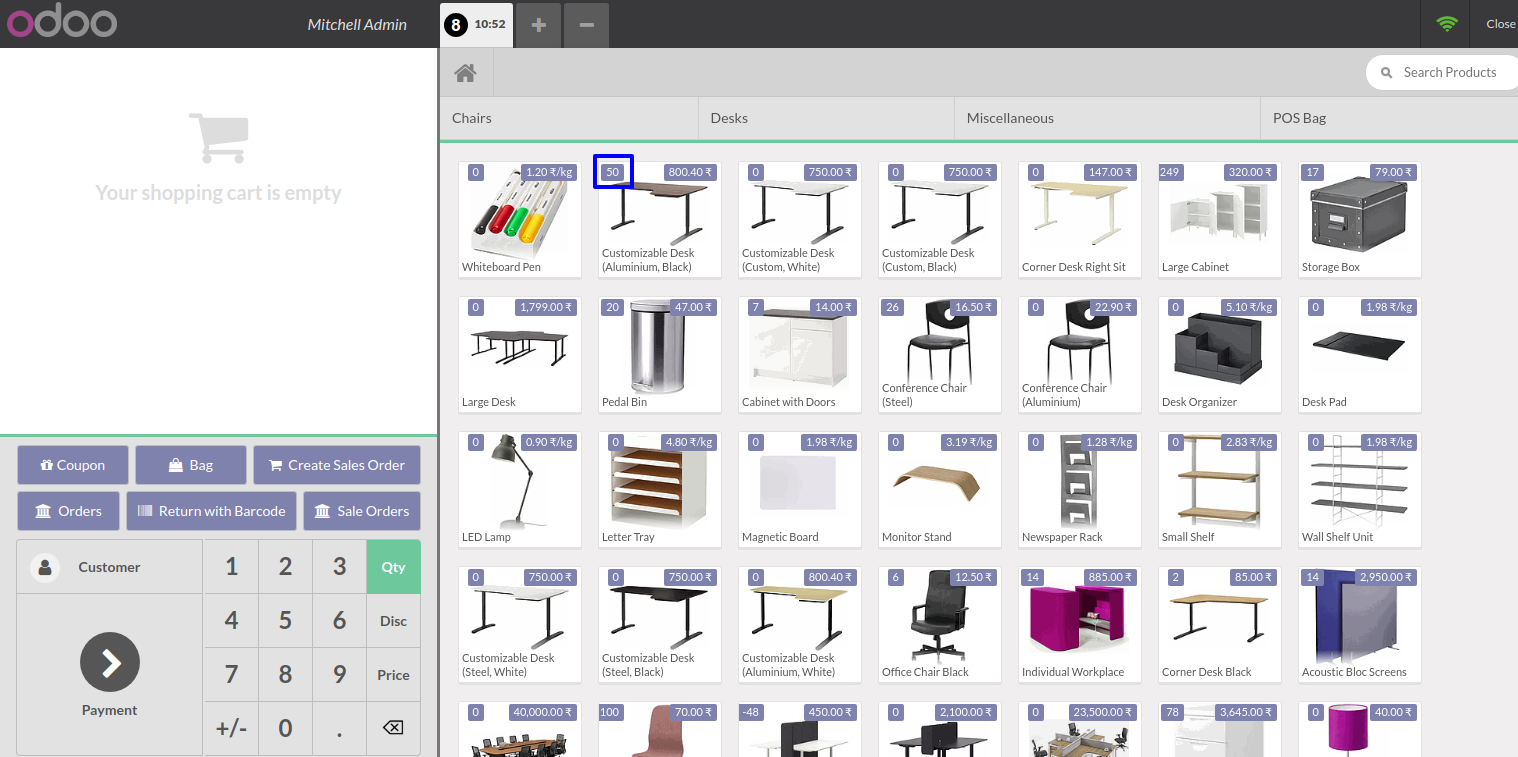 odoo
Mitchell Admin
8 10:52
+
−
Close
Search Products
Chairs Desks Miscellaneous POS Bag
Your shopping cart is empty
0 1.20 ₹/kg
Whiteboard Pen
50 800.40 ₹
Customizable Desk
(Aluminium, Black)
0 750.00 ₹
Customizable Desk
(Custom, White)
0 750.00 ₹
Customizable Desk
(Custom, Black)
0 147.00 ₹
Corner Desk Right Sit
249 320.00 ₹
Large Cabinet
17 79.00 ₹
Storage Box
0 1,799.00 ₹
Large Desk
20 47.00 ₹
Pedal Bin
7 14.00 ₹
Cabinet with Doors
26 16.50 ₹
Conference Chair
(Steel)
0 22.90 ₹
Conference Chair
(Aluminium)
0 5.10 ₹/kg
Desk Organizer
0 1.98 ₹/kg
Desk Pad
0 0.90 ₹/kg
LED Lamp
0 4.80 ₹/kg
Letter Tray
0 1.98 ₹/kg
Magnetic Board
0 3.19 ₹/kg
Monitor Stand
0 1.28 ₹/kg
Newspaper Rack
0 2.83 ₹/kg
Small Shelf
0 1.98 ₹/kg
Wall Shelf Unit
0 750.00 ₹
Customizable Desk
(Steel, White)
0 750.00 ₹
Customizable Desk
(Steel, Black)
0 800.40 ₹
Customizable Desk
(Aluminium, White)
6 12.50 ₹
Office Chair Black
14 885.00 ₹
Individual Workplace
2 85.00 ₹
Corner Desk Black
14 2,950.00 ₹
Acoustic Bloc Screens
0 40,000.00 ₹
100 70.00 ₹
-48 450.00 ₹
0 2,100.00 ₹
0 23,500.00 ₹
78 3,645.00 ₹
0 40.00 ₹
Coupon Bag Create Sales Order
Orders Return with Barcode Sale Orders
Customer 1 2 3 Qty
4 5 6 Disc
7 8 9 Price
Payment
+/- 0 .